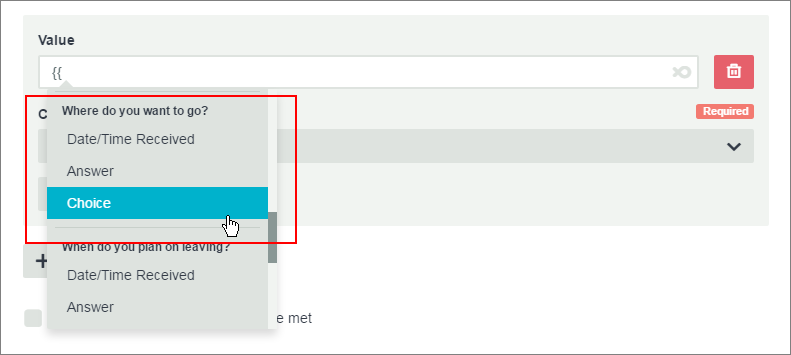 Value
{{
Where do you want to go?
C
Required
Date/Time Received
Answer
Choice
When do you plan on leaving?
Date/Time Received
Answer
e met